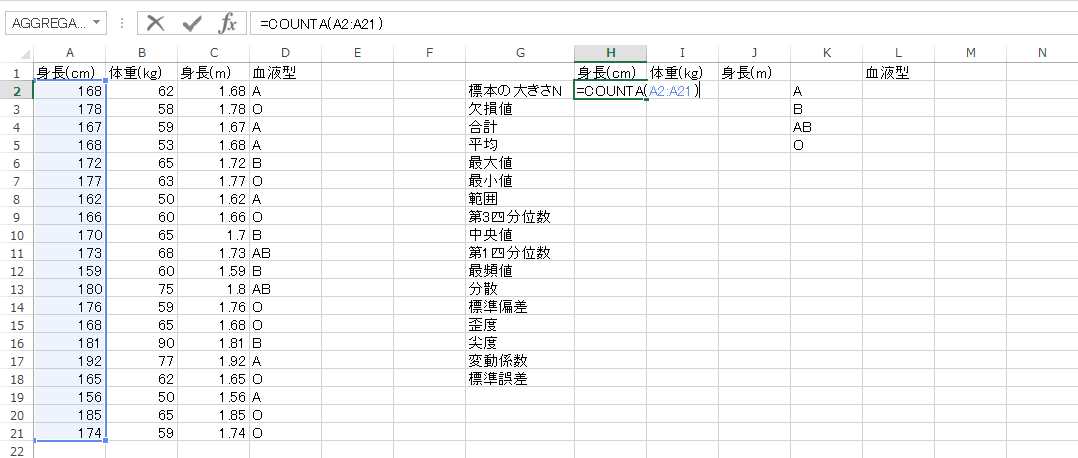 AGGREGA... fx =COUNTA(A2:A21)
A B C D E F G H I J K L M N
1 身長(cm) 体重(kg) 身長(m) 血液型 身長(cm) 体重(kg) 身長(m) 血液型
2 168 62 1.68 A 標本の大きさN =COUNTA(A2:A21) A
3 178 58 1.78 O 欠損値 B
4 167 59 1.67 A 合計 AB
5 168 53 1.68 A 平均 O
6 172 65 1.72 B 最大値
7 177 63 1.77 O 最小値
8 162 50 1.62 A 範囲
9 166 60 1.66 O 第3四分位数
10 170 65 1.7 B 中央値
11 173 68 1.73 AB 第1四分位数
12 159 60 1.59 B 最頻値
13 180 75 1.8 AB 分散
14 176 59 1.76 O 標準偏差
15 168 65 1.68 O 歪度
16 181 90 1.81 B 尖度
17 192 77 1.92 A 変動係数
18 165 62 1.65 O 標準誤差
19 156 50 1.56 A
20 185 65 1.85 O
21 174 59 1.74 O
22